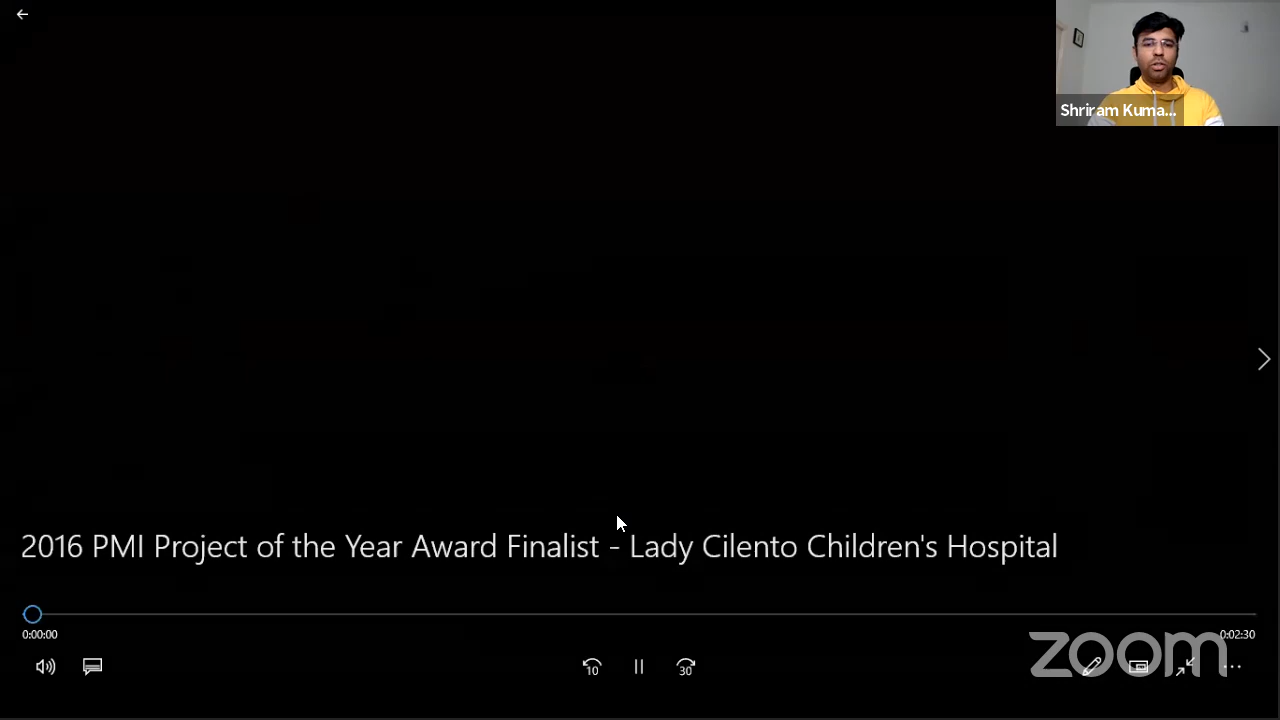 Shriram Kuma...
2016 PMI Project of the Year Award Finalist - Lady Cilento Children's Hospital
0:00:00
0:02:30
10
30
zoom